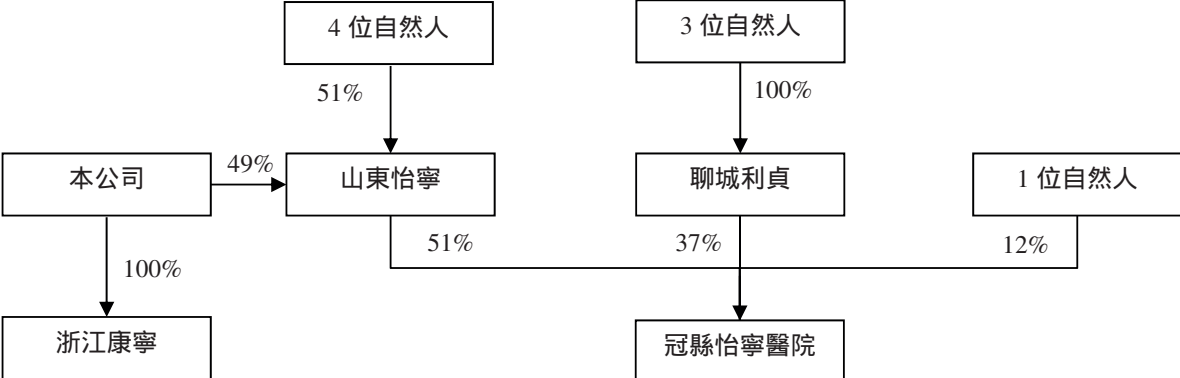 4 位自然人
3 位自然人
51%
100%
本公司
49%
山東怡寧
聊城利貞
1 位自然人
51%
37%
12%
100%
浙江康寧
冠縣怡寧醫院